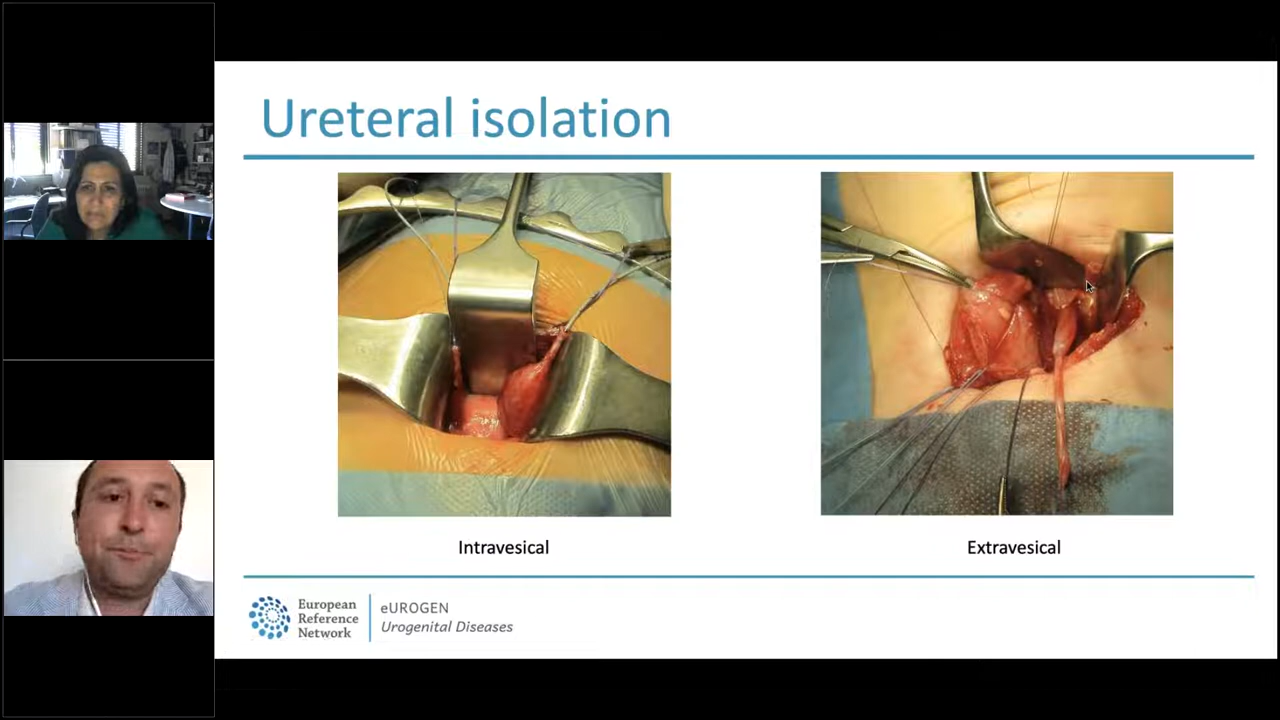 Ureteral isolation
Intravesical
Extravesical
European
Reference
Network
eUROGEN
Urogenital Diseases